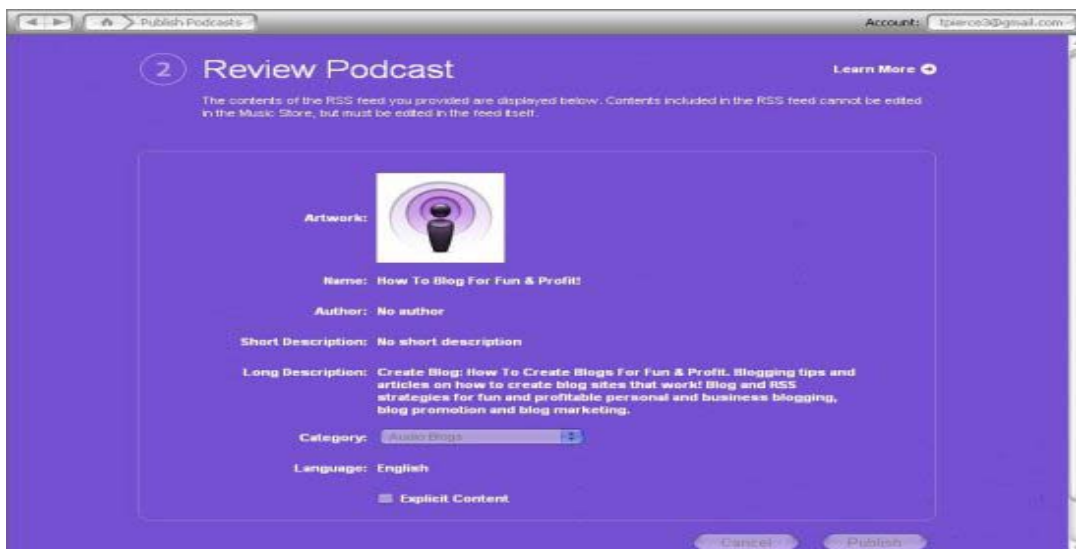 Publish Podcasts
Account: tpierce3@gmail.com
2 Review Podcast
Learn More
The contents of the RSS feed you provided are displayed below. Contents included in the RSS feed cannot be edited
in the Music Store, but must be edited in the feed itself.
Artwork:
Name: How To Blog For Fun & Profit!
Author: No author
Short Description: No short description
Long Description: Create Blog: How To Create Blogs For Fun & Profit. Blogging tips and
articles on how to create blog sites that work! Blog and RSS
strategies for fun and profitable personal and business blogging,
blog promotion and blog marketing.
Category: Audio Blogs
Language: English
Explicit Content
Cancel Publish